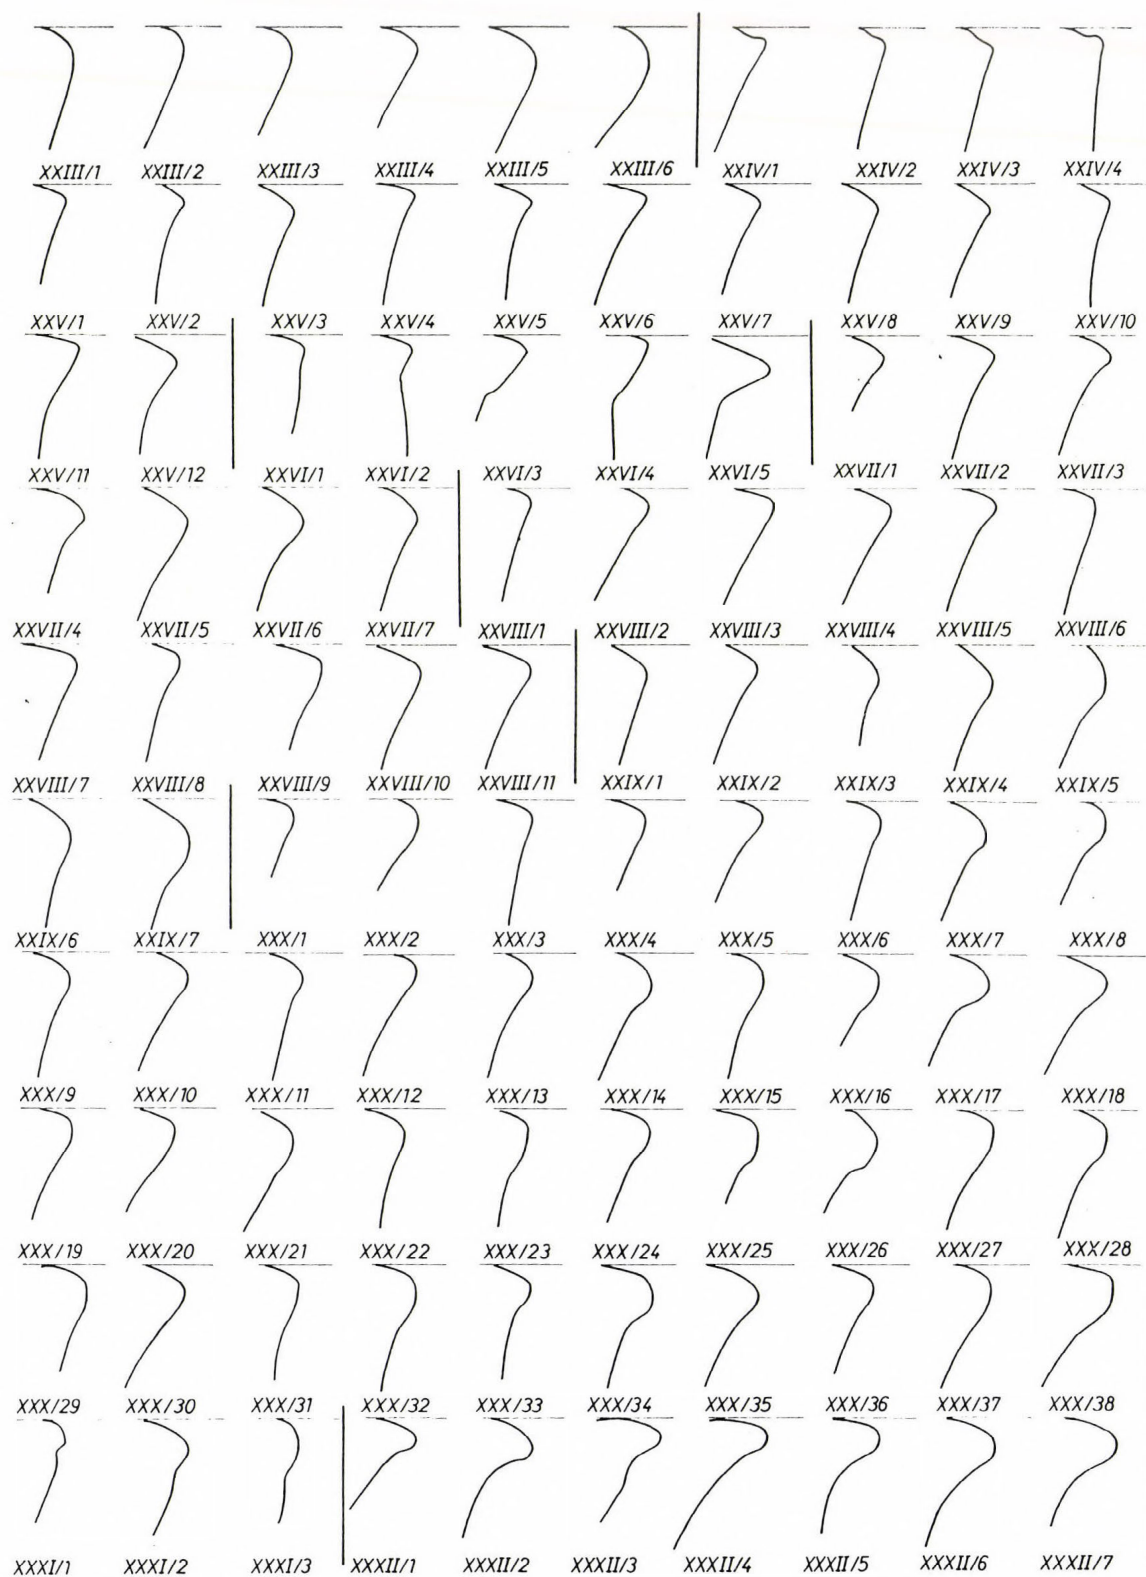 XXIII/1 XXIII/2 XXIII/3 XXIII/4 XXIII/5 XXIII/6 XXIV/1 XXIV/2 XXIV/3 XXIV/4
XXV/1 XXV/2 XXV/3 XXV/4 XXV/5 XXV/6 XXV/7 XXV/8 XXV/9 XXV/10
XXV/11 XXV/12 XXVI/1 XXVI/2 XXVI/3 XXVI/4 XXVI/5 XXVII/1 XXVII/2 XXVII/3
XXVII/4 XXVII/5 XXVII/6 XXVII/7 XXVIII/1 XXVIII/2 XXVIII/3 XXVIII/4 XXVIII/5 XXVIII/6
XXVIII/7 XXVIII/8 XXVIII/9 XXVIII/10 XXVIII/11 XXIX/1 XXIX/2 XXIX/3 XXIX/4 XXIX/5
XXIX/6 XXIX/7 XXX/1 XXX/2 XXX/3 XXX/4 XXX/5 XXX/6 XXX/7 XXX/8
XXX/9 XXX/10 XXX/11 XXX/12 XXX/13 XXX/14 XXX/15 XXX/16 XXX/17 XXX/18
XXX/19 XXX/20 XXX/21 XXX/22 XXX/23 XXX/24 XXX/25 XXX/26 XXX/27 XXX/28
XXX/29 XXX/30 XXX/31 XXX/32 XXX/33 XXX/34 XXX/35 XXX/36 XXX/37 XXX/38
XXXI/1 XXXI/2 XXXI/3 XXXII/1 XXXII/2 XXXII/3 XXXII/4 XXXII/5 XXXII/6 XXXII/7